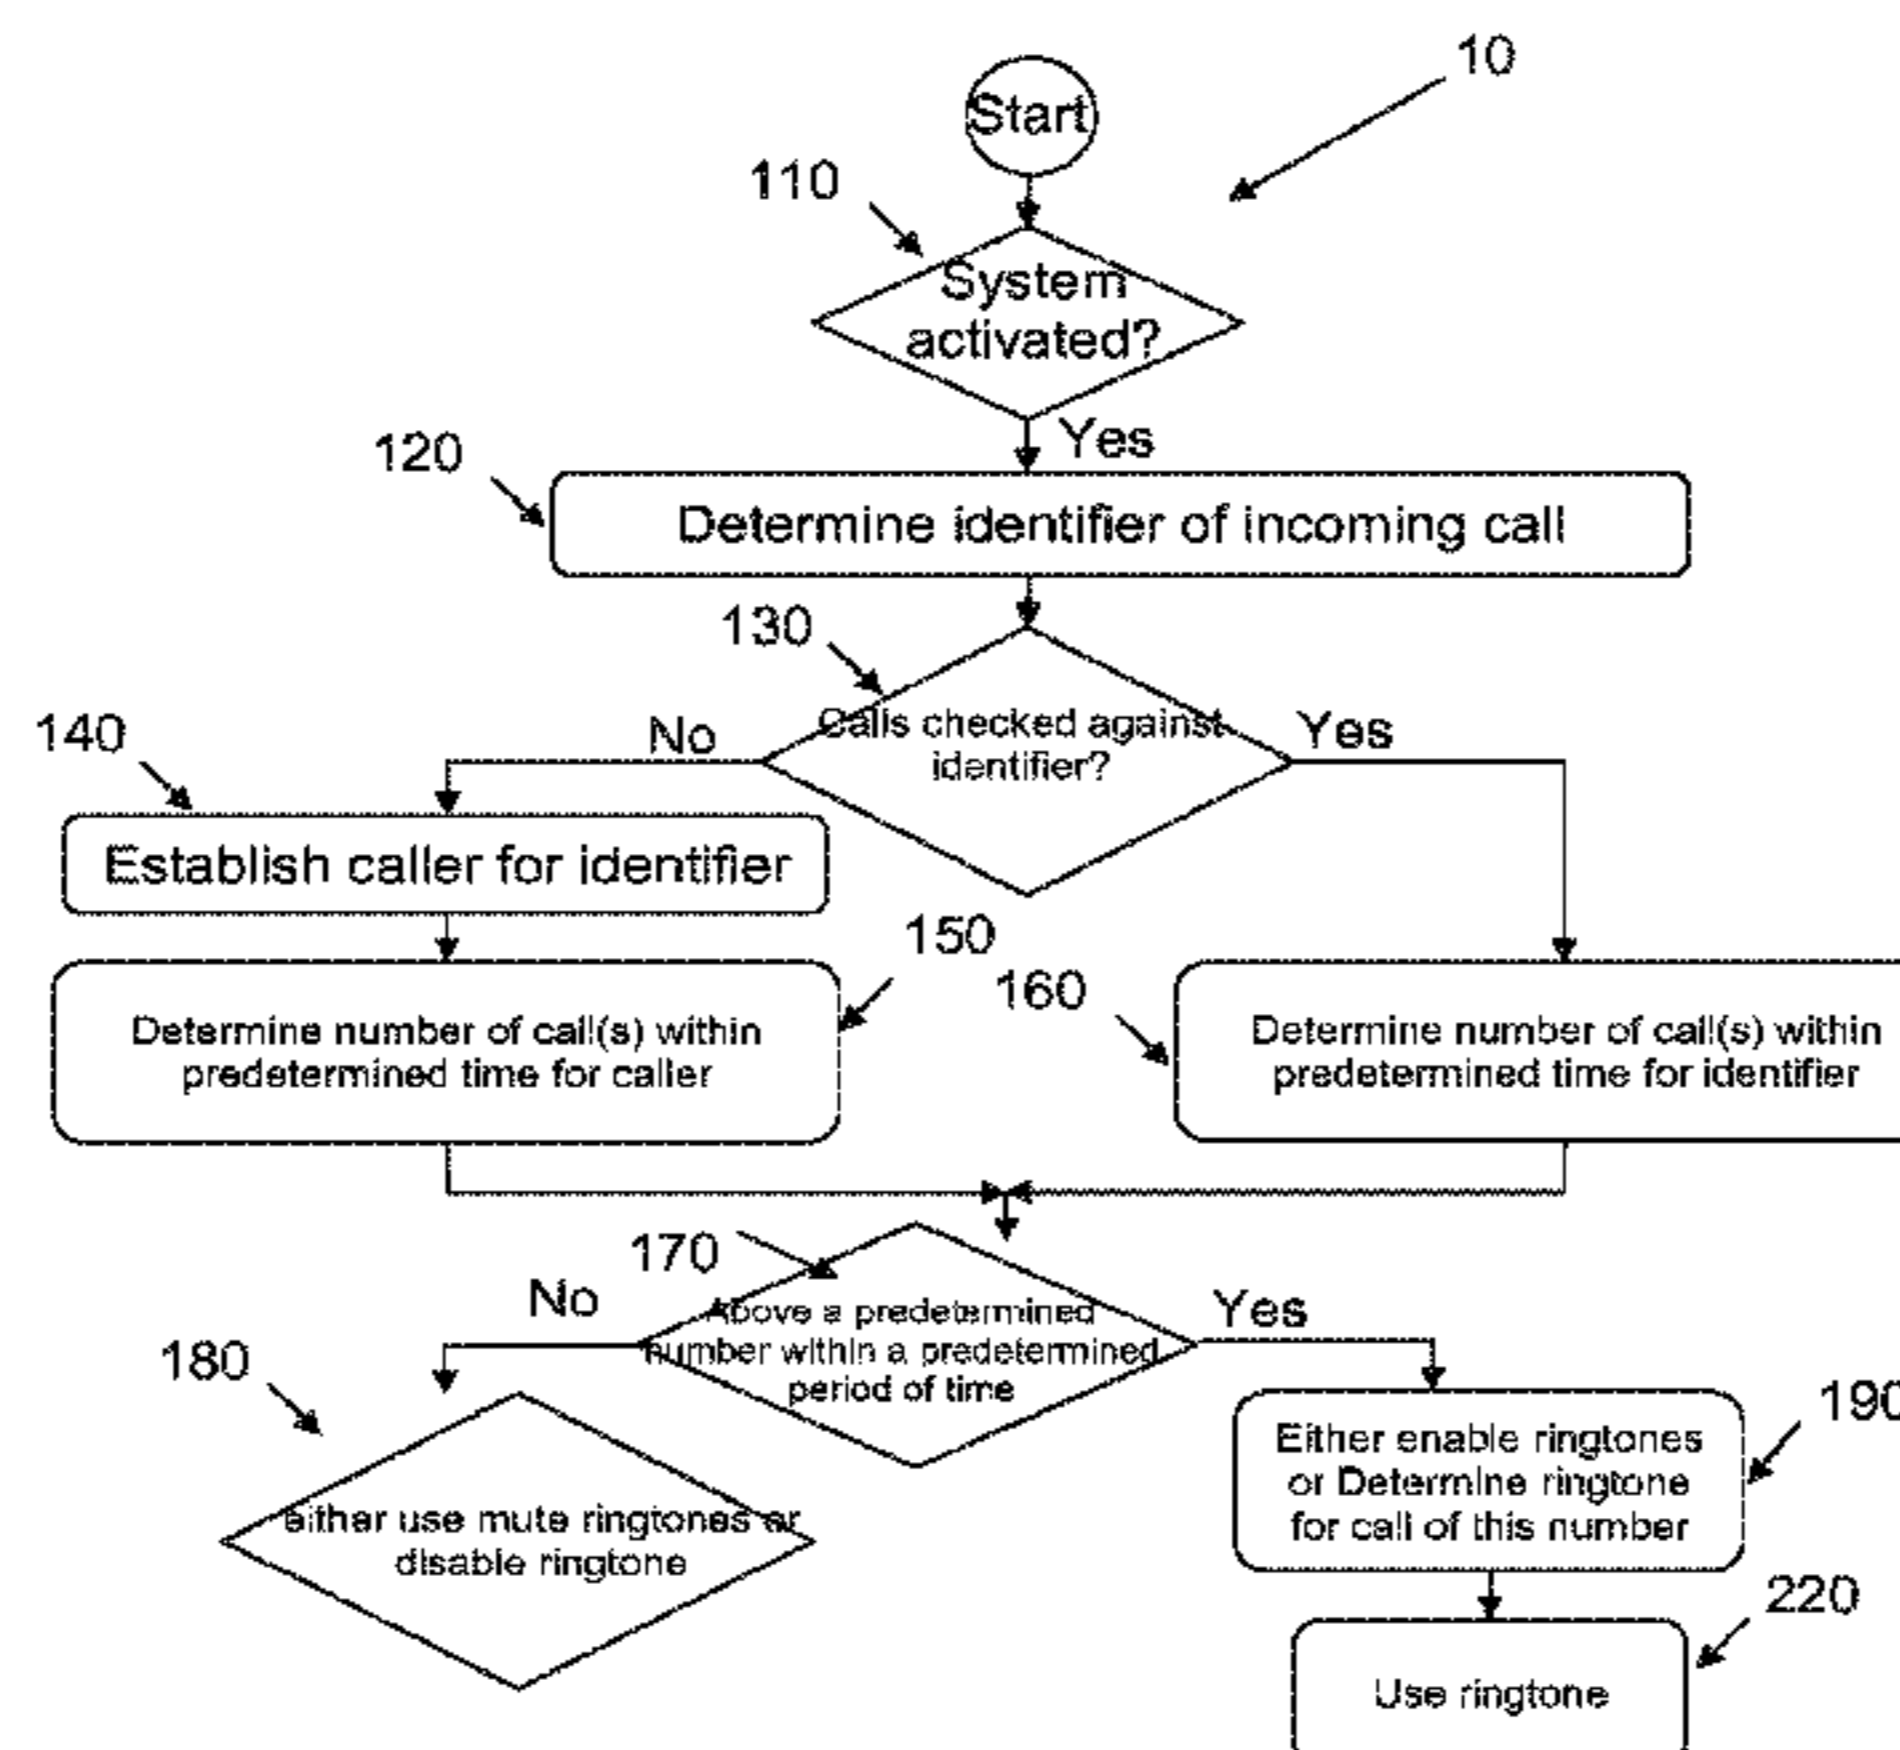 10
Start
110
System
activated?
Yes
120
Determine identifier of incoming call
130
Calls checked against
identifier?
No
Yes
140
Establish caller for identifier
150
160
Determine number of call(s) within
predetermined time for caller
Determine number of call(s) within
predetermined time for identifier
170
No
Yes
Above a predetermined
number within a predetermined
period of time
180
190
Either enable ringtones
or Determine ringtone
for call of this number
either use mute ringtones or
disable ringtone
220
Use ringtone